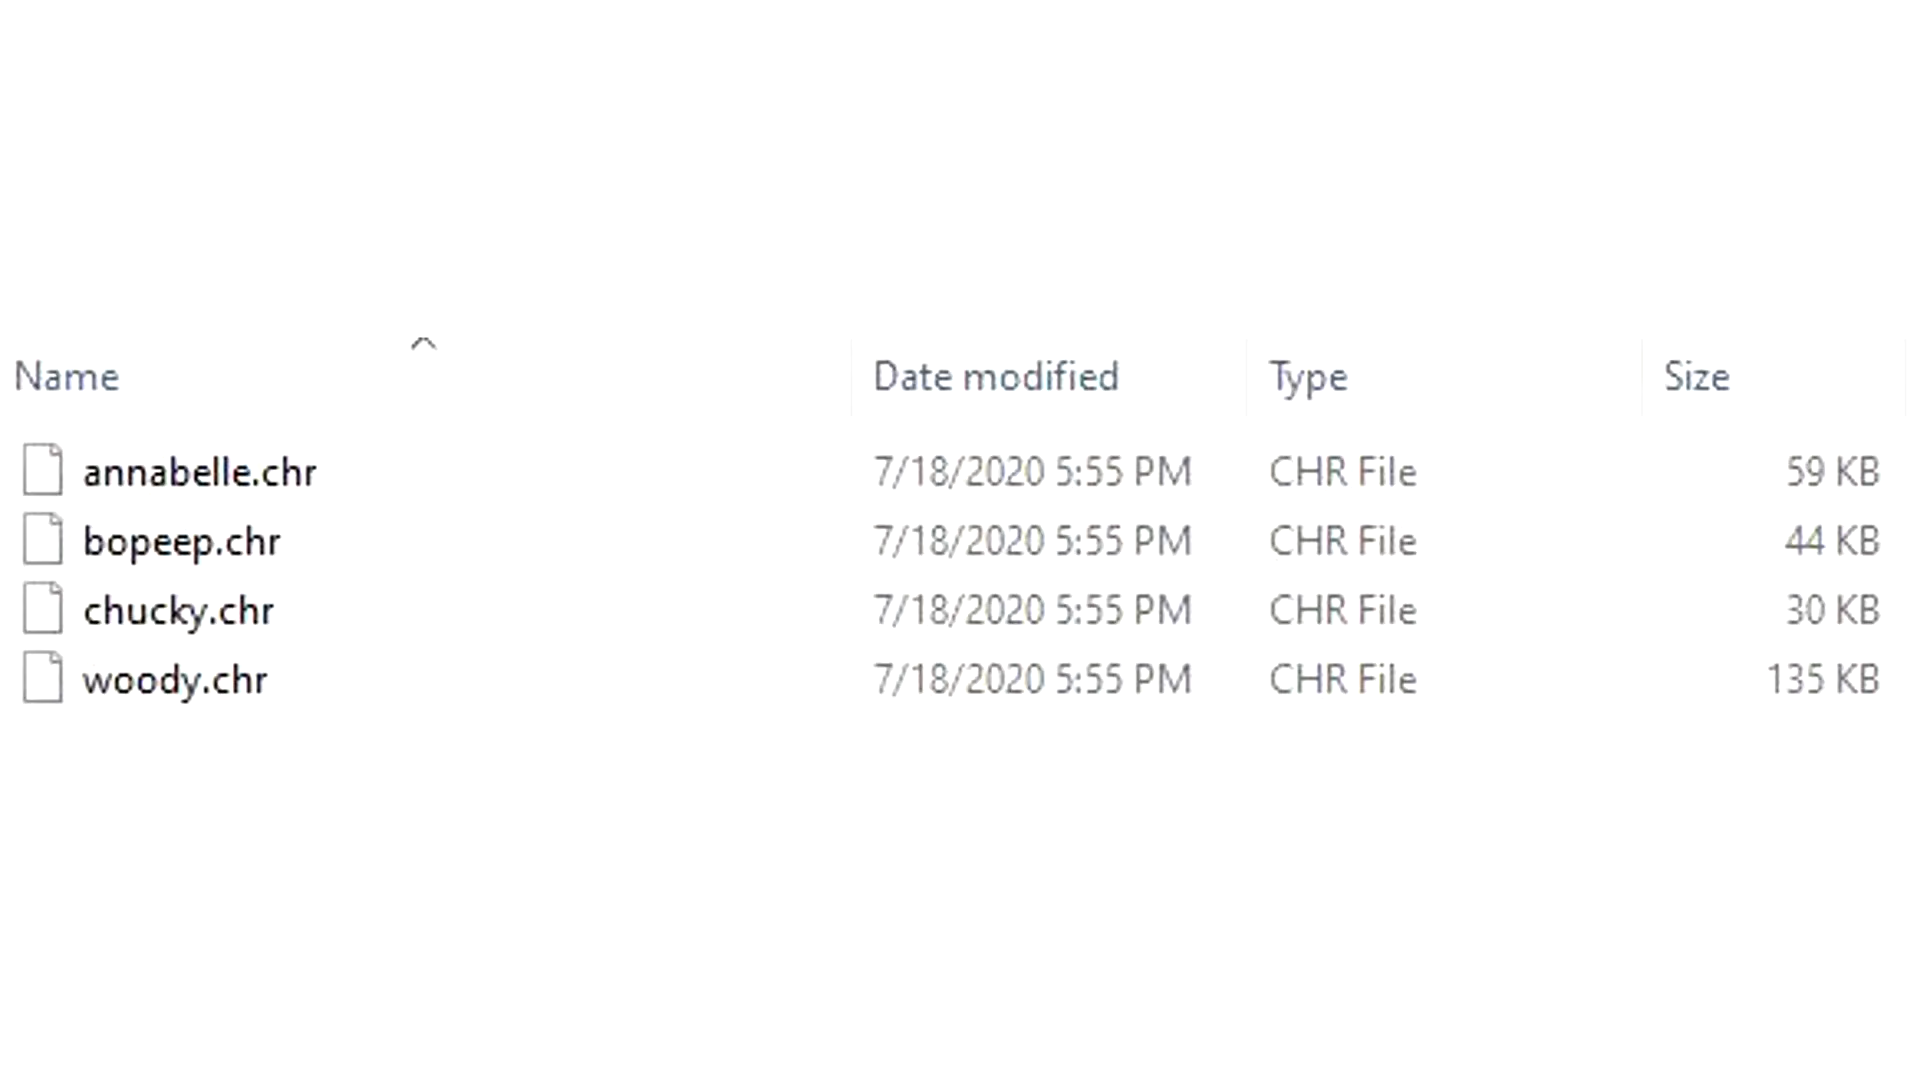 Name Date modified Type Size
annabelle.chr 7/18/2020 5:55 PM CHR File 59 KB
bopeep.chr 7/18/2020 5:55 PM CHR File 44 KB
chucky.chr 7/18/2020 5:55 PM CHR File 30 KB
woody.chr 7/18/2020 5:55 PM CHR File 135 KB